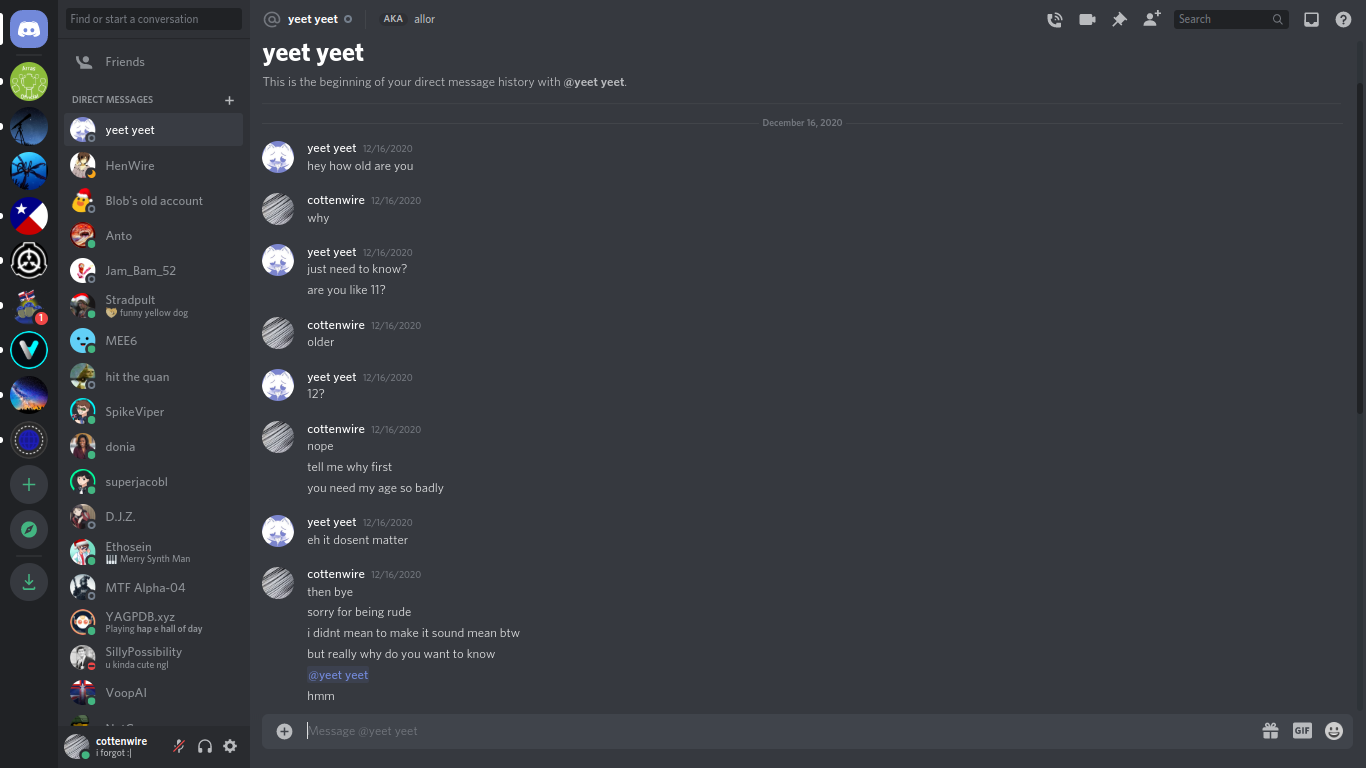 Find or start a conversation
Friends
DIRECT MESSAGES
yeet yeet
HenWire
Blob's old account
Anto
Jam_Bam_52
Stradpult
funny yellow dog
MEE6
hit the quan
SpikeViper
donia
superjacobl
D.J.Z.
Ethosein
Merry Synth Man
MTF Alpha-04
YAGPDB.xyz
Playing hap e hall of day
SillyPossibility
u kinda cute ngl
VoopAI
cottenwire
i forgot :|
1
yeet yeet
AKA allor
Search
yeet yeet
This is the beginning of your direct message history with @yeet yeet.
December 16, 2020
yeet yeet 12/16/2020
hey how old are you
cottenwire 12/16/2020
why
yeet yeet 12/16/2020
just need to know?
are you like 11?
cottenwire 12/16/2020
older
yeet yeet 12/16/2020
12?
cottenwire 12/16/2020
nope
tell me why first
you need my age so badly
yeet yeet 12/16/2020
eh it dosent matter
cottenwire 12/16/2020
then bye
sorry for being rude
i didnt mean to make it sound mean btw
but really why do you want to know
@yeet yeet
hmm
Message @yeet yeet
GIF